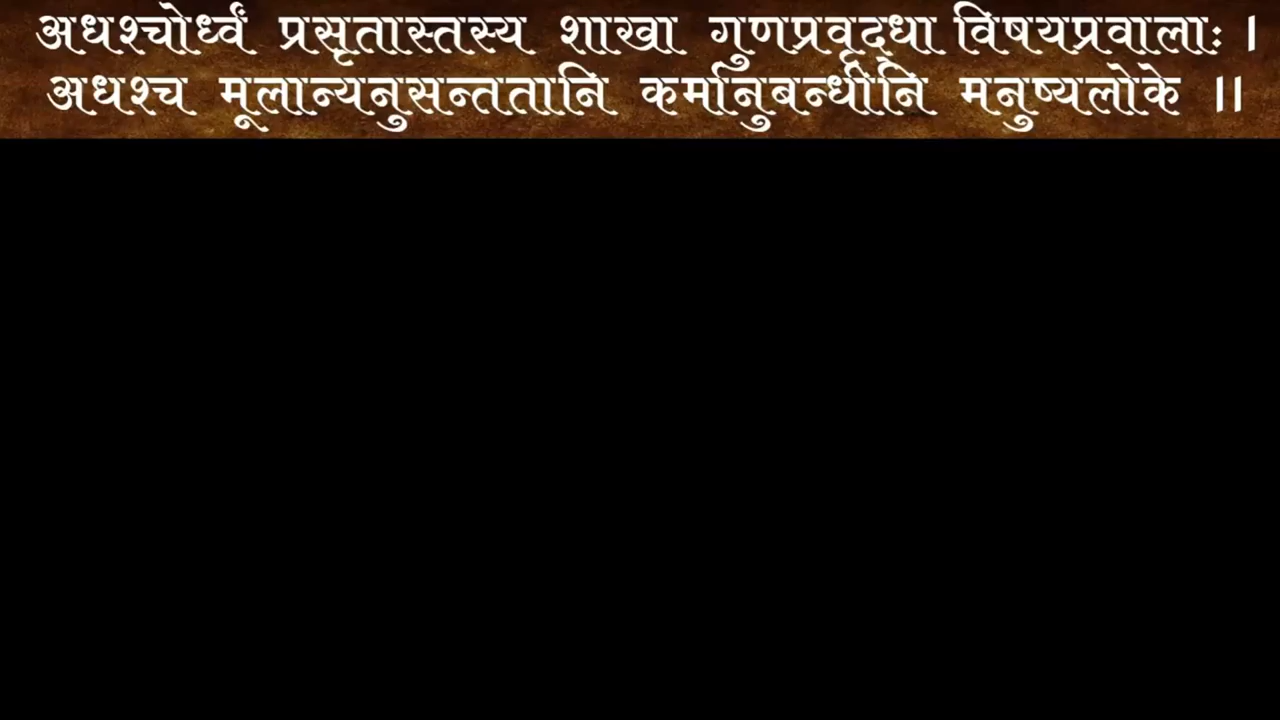 अधश्चोर्ध्वं प्रसृतास्तस्य शाखा गुणप्रवृद्धा विषयप्रवालाः ।
अधश्च मूलान्यनुसन्ततानि कर्मानुबन्धीनि मनुष्यलोके ।।